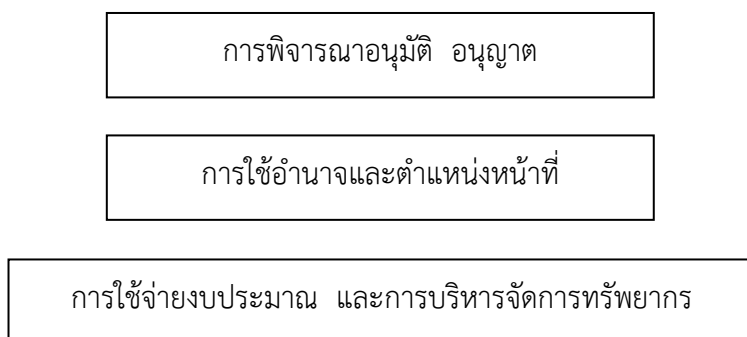 การพิจารณาอนุมัติ อนุญาต
การใช้อำนาจและตำแหน่งหน้าที่
การใช้จ่ายงบประมาณ และการบริหารจัดการทรัพยากร